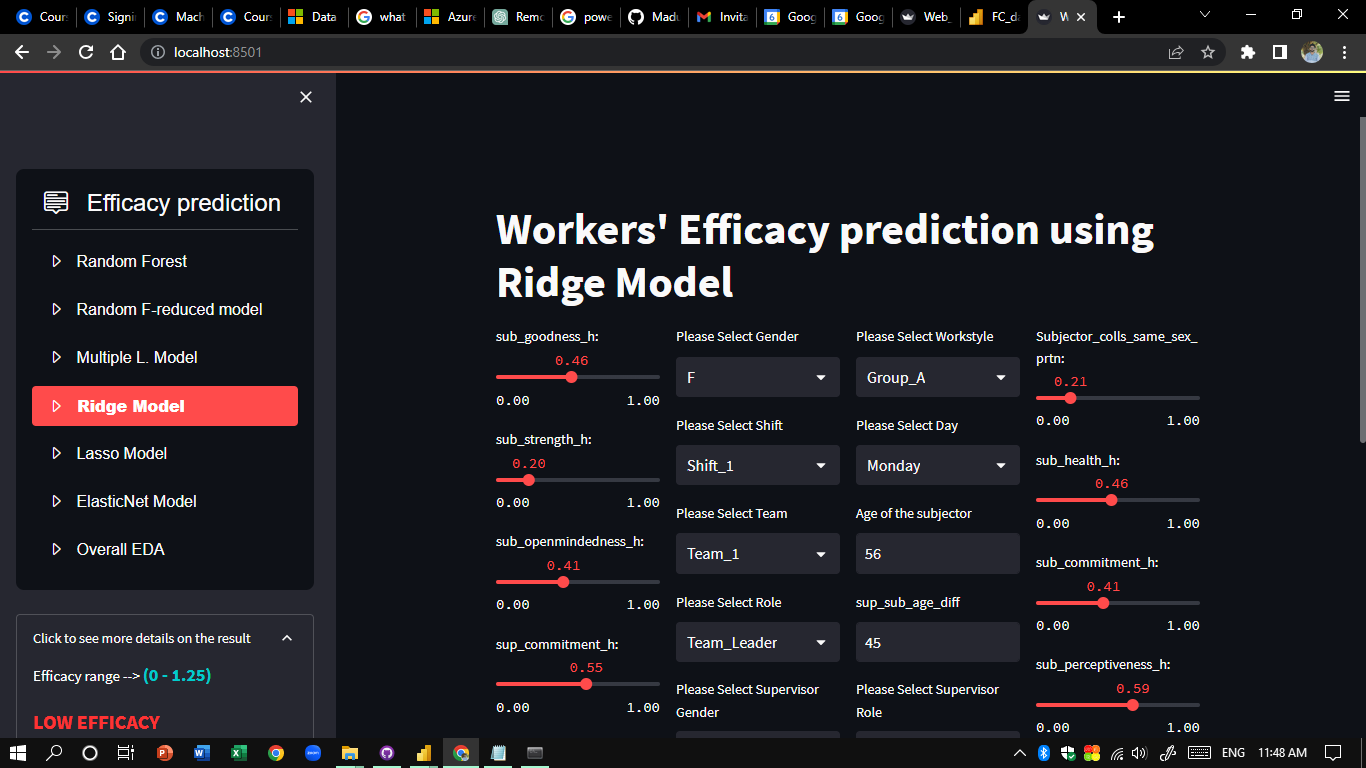 Cours
Signin
Mach
Cours
Data
what
Azure
Remo
powe
Madu
Invita
Goog
Goog
Web_
FC_da
W
localhost:8501
Efficacy prediction
Random Forest
Random F-reduced model
Multiple L. Model
Ridge Model
Lasso Model
ElasticNet Model
Overall EDA
Click to see more details on the result
Efficacy range --> (0 - 1.25)
LOW EFFICACY
Workers' Efficacy prediction using
Ridge Model
sub_goodness_h:
0.46
0.00 1.00
sub_strength_h:
0.20
0.00 1.00
sub_openmindedness_h:
0.41
0.00 1.00
sup_commitment_h:
0.55
0.00 1.00
Please Select Gender
F
Please Select Shift
Shift_1
Please Select Team
Team_1
Please Select Role
Team_Leader
Please Select Supervisor
Gender
Please Select Workstyle
Group_A
Please Select Day
Monday
Age of the subjector
56
sup_sub_age_diff
45
Please Select Supervisor
Role
Subjector_colls_same_sex_
prtn:
0.21
0.00 1.00
sub_health_h:
0.46
0.00 1.00
sub_commitment_h:
0.41
0.00 1.00
sub_perceptiveness_h:
0.59
0.00 1.00
ENG
11:48 AM